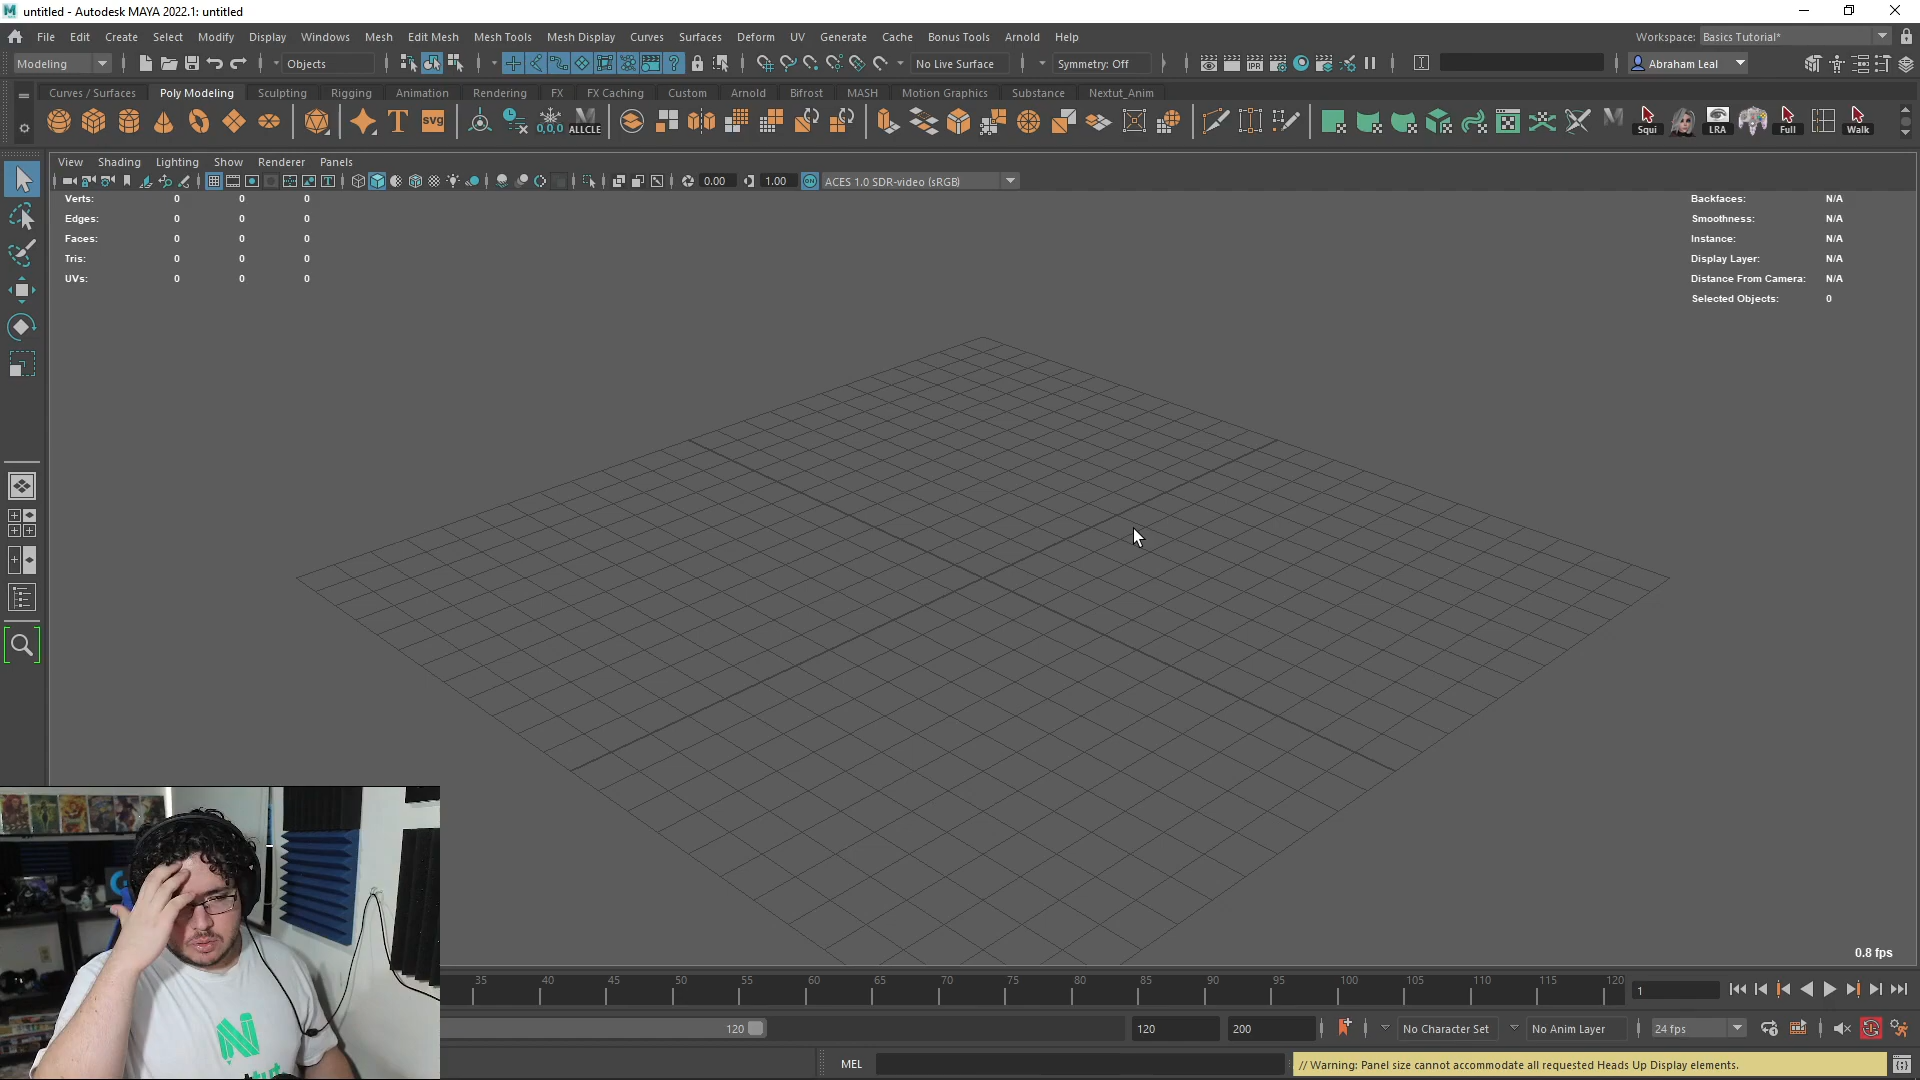 untitled - Autodesk MAYA 2022.1: untitled
File Edit Create Select Modify Display Windows Mesh Edit Mesh Mesh Tools Mesh Display Curves Surfaces Deform UV Generate Cache Bonus Tools Arnold Help
Workspace: Basics Tutorial*
Modeling Objects No Live Surface Symmetry: Off Abraham Leal
Curves / Surfaces Poly Modeling Sculpting Rigging Animation Rendering FX FX Caching Custom Arnold Bifrost MASH Motion Graphics Substance Nextut_Anim
T svg 0,0,0 ALLCLE Squi LRA Full Walk
View Shading Lighting Show Renderer Panels
0.00 1.00 ON ACES 1.0 SDR-video (sRGB)
Verts: 0 0 0
Edges: 0 0 0
Faces: 0 0 0
Tris: 0 0 0
UVs: 0 0 0
Backfaces: N/A
Smoothness: N/A
Instance: N/A
Display Layer: N/A
Distance From Camera: N/A
Selected Objects: 0
0.8 fps
35 40 45 50 55 60 65 70 75 80 85 90 95 100 105 110 115 120
1
120 120 200 No Character Set No Anim Layer 24 fps
MEL // Warning: Panel size cannot accommodate all requested Heads Up Display elements.